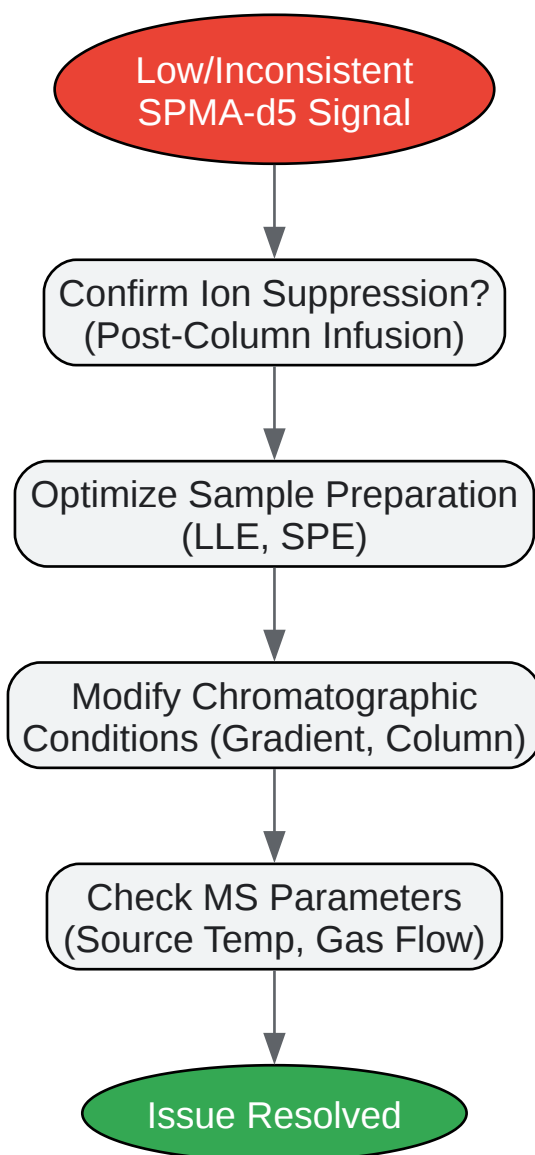 Low/Inconsistent
SPMA-d5 Signal
Confirm Ion Suppression?
(Post-Column Infusion)
Optimize Sample Preparation
(LLE, SPE)
Modify Chromatographic
Conditions (Gradient, Column)
Check MS Parameters
(Source Temp, Gas Flow)
Issue Resolved